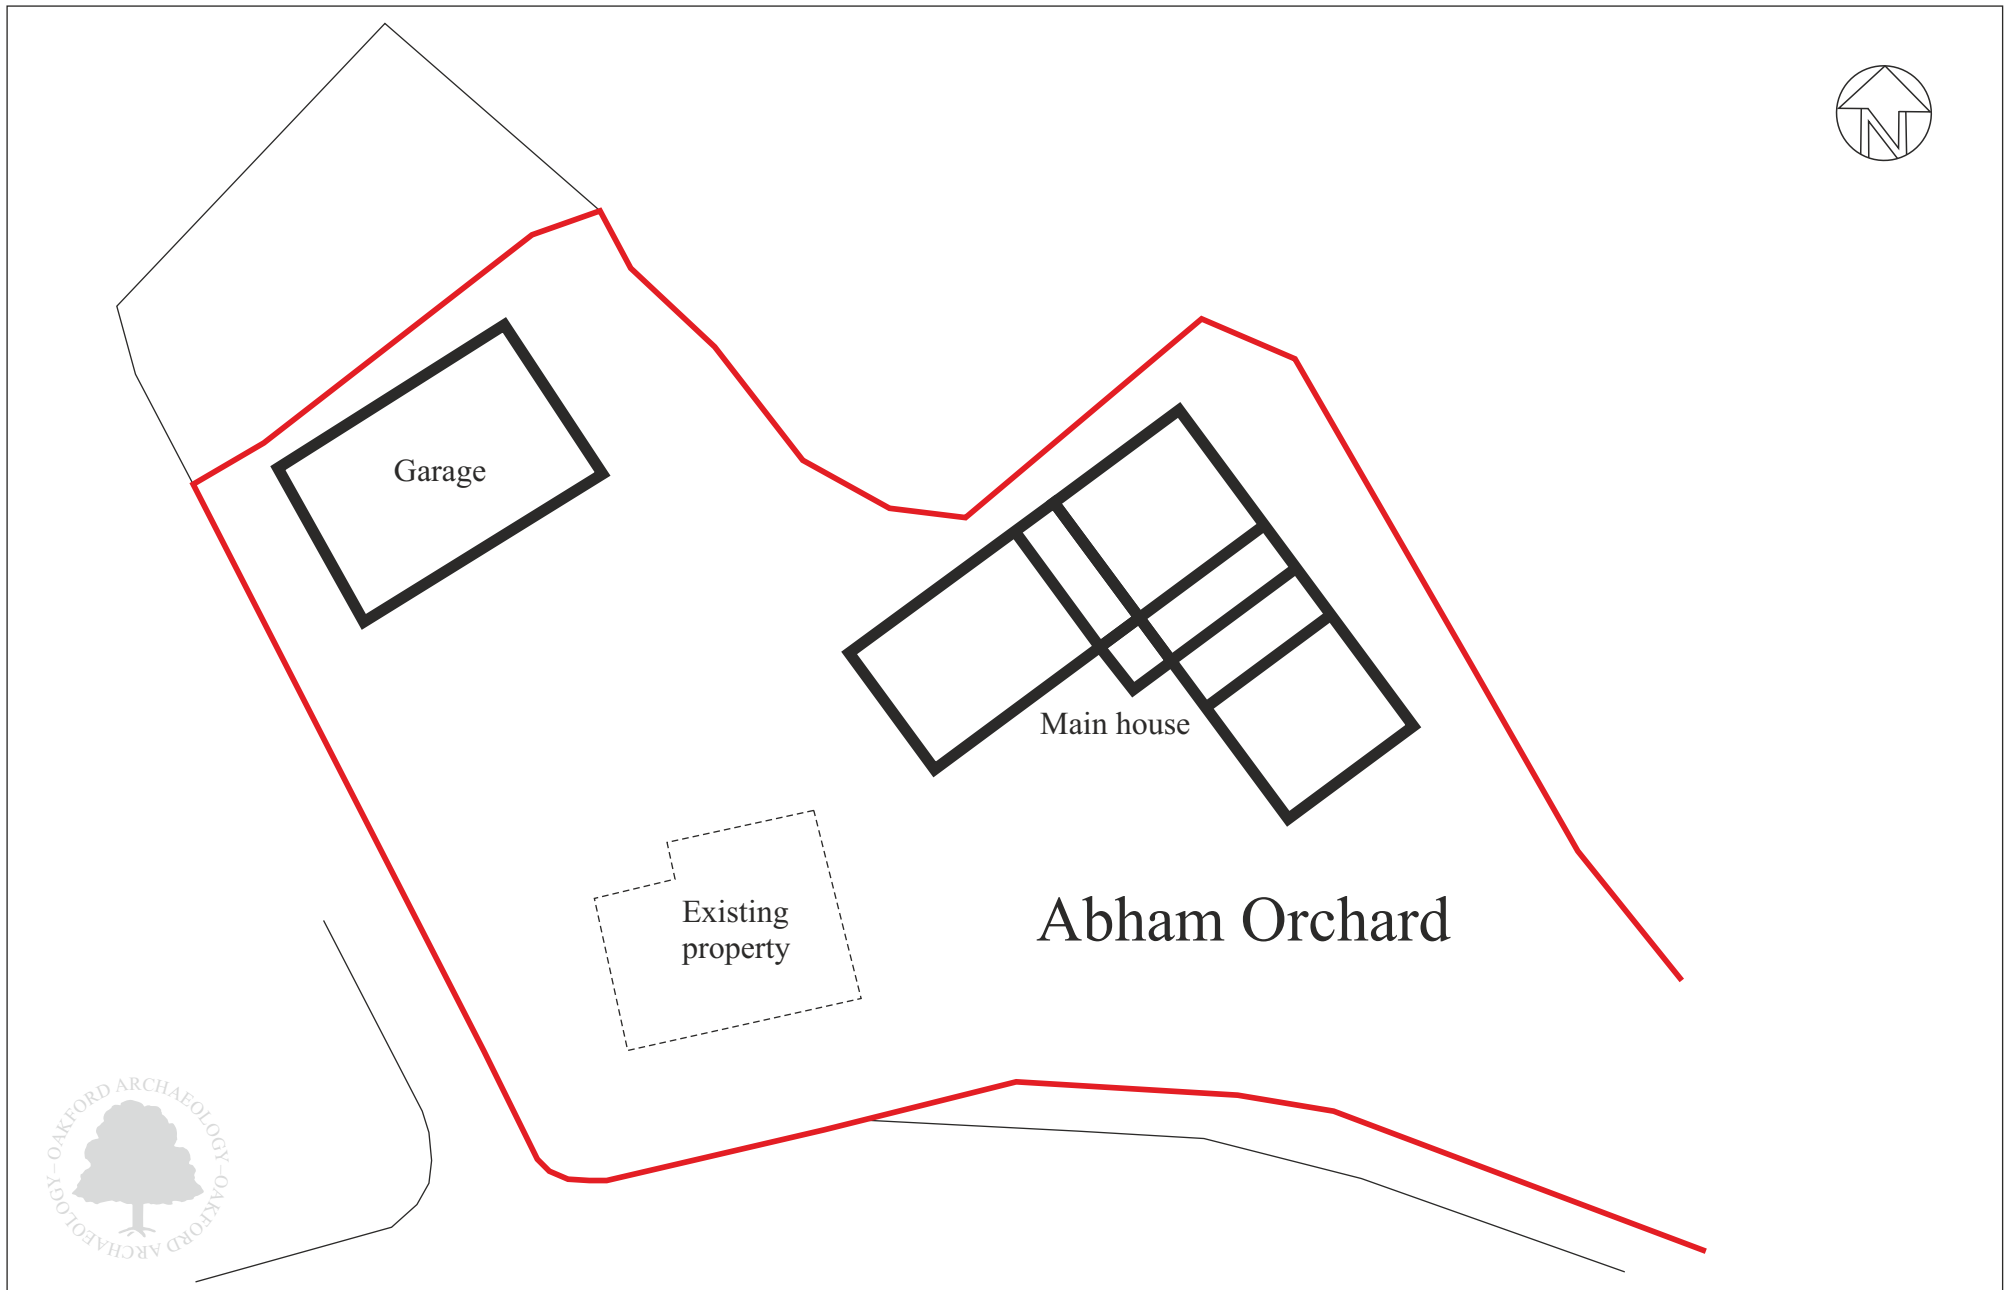 N
Garage
Main house
Existing
property
Abham Orchard
OAKFORD ARCHAEOLOGY – OAKFORD ARCHAEOLOGY –